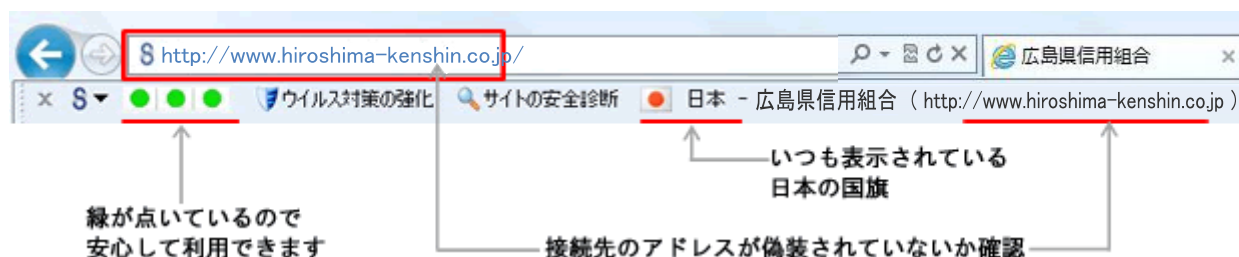 S http://www.hiroshima-kenshin.co.jp/ 広島県信用組合 ×
× S ウイルス対策の強化 サイトの安全診断 日本 - 広島県信用組合 ( http://www.hiroshima-kenshin.co.jp )
いつも表示されている
日本の国旗
緑が点いているので
安心して利用できます
接続先のアドレスが偽装されていないか確認